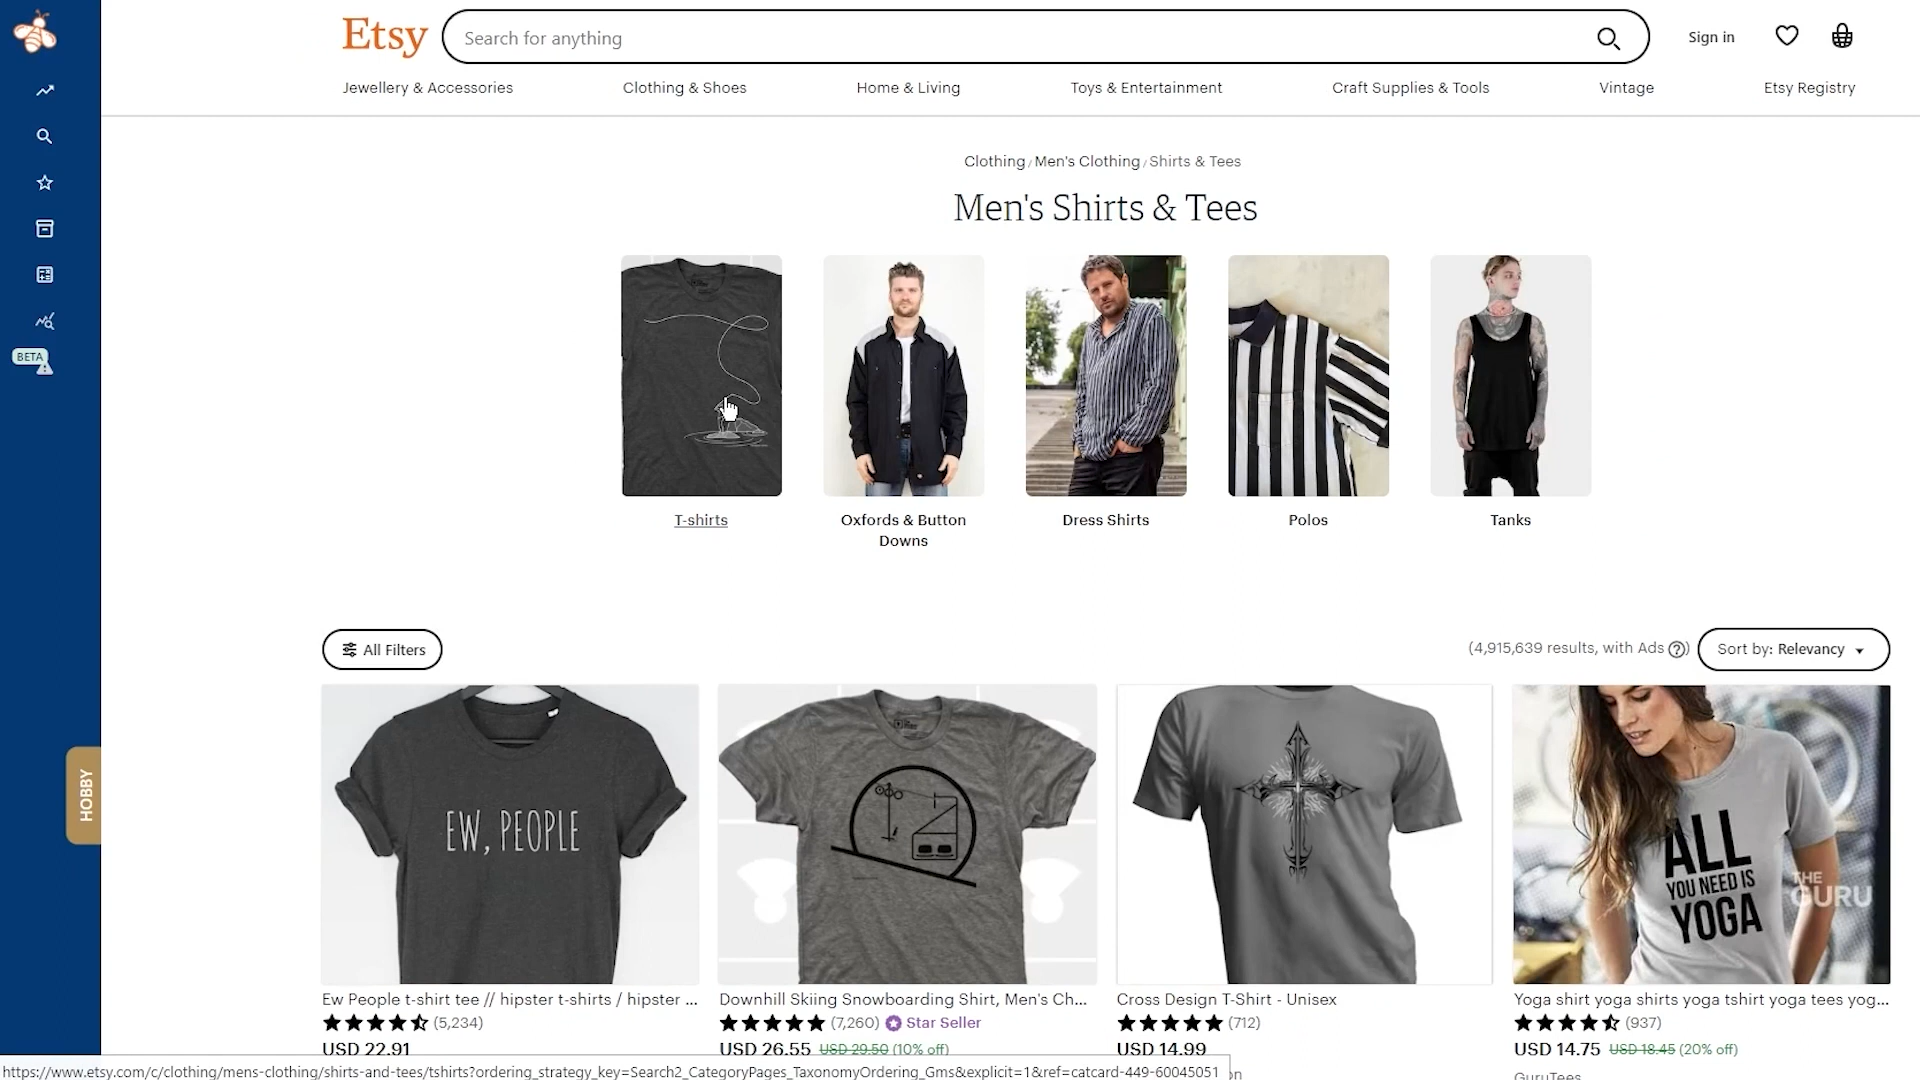 Etsy
Search for anything
Sign in
Jewellery & Accessories
Clothing & Shoes
Home & Living
Toys & Entertainment
Craft Supplies & Tools
Vintage
Etsy Registry
BETA
HOBBY
Clothing / Men's Clothing / Shirts & Tees
Men's Shirts & Tees
T-shirts
Oxfords & Button
Downs
Dress Shirts
Polos
Tanks
All Filters
(4,915,639 results, with Ads ?)
Sort by: Relevancy
EW, PEOPLE
ALL
YOU NEED IS
YOGA
THE
GURU
Ew People t-shirt tee // hipster t-shirts / hipster ...
(5,234)
USD 22.91
Downhill Skiing Snowboarding Shirt, Men's Ch...
(7,260) Star Seller
USD 26.55 USD 29.50 (10% off)
Cross Design T-Shirt - Unisex
(712)
USD 14.99
Yoga shirt yoga shirts yoga tshirt yoga tees yog...
(937)
USD 14.75 USD 18.45 (20% off)
GuruTees
https://www.etsy.com/c/clothing/mens-clothing/shirts-and-tees/tshirts?ordering_strategy_key=Search2_CategoryPages_TaxonomyOrdering_Gms&explicit=1&ref=catcard-449-60045051